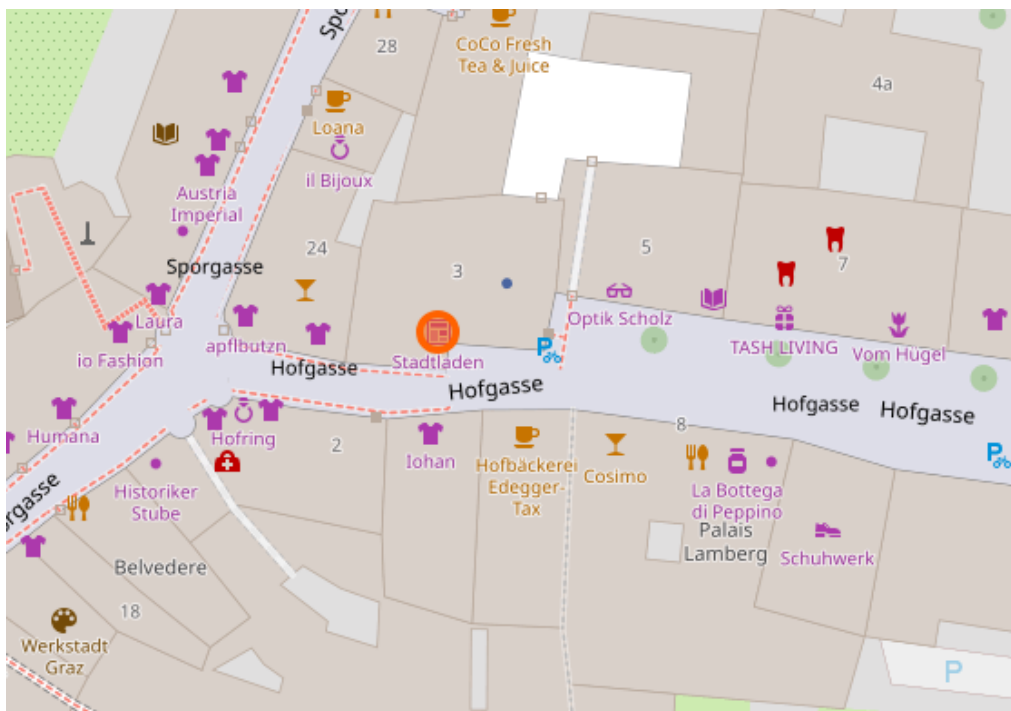 Spo
28
CoCo Fresh
Tea & Juice
4a
Loana
il Bijoux
Austria
Imperial
24
5
7
3
Sporgasse
Laura
io Fashion
apflbutzn
Stadtladen
Optik Scholz
TASH LIVING
Vom Hügel
P
Hofgasse
Hofgasse
Hofgasse
Hofgasse
Humana
Hofring
2
Iohan
8
Hofbäckerei
Edegger-
Tax
Cosimo
La Bottega
di Peppino
P
orgasse
Historiker
Stube
Palais
Lamberg
Schuhwerk
Belvedere
18
Werkstadt
Graz
P